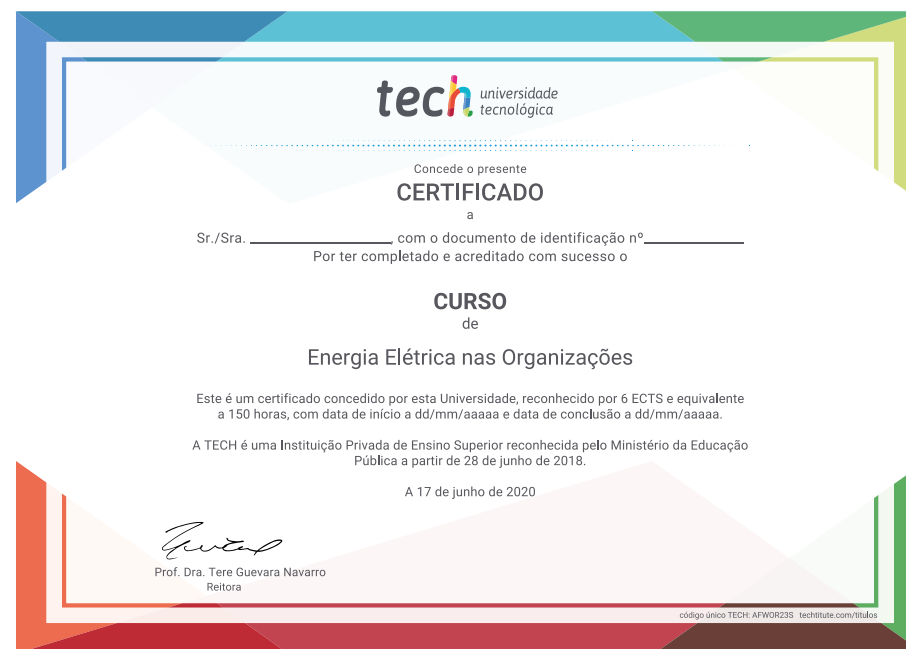 tech universidade
tecnológica
Concede o presente
CERTIFICADO
a
Sr./Sra. ____________________, com o documento de identificação nº______________
Por ter completado e acreditado com sucesso o
CURSO
de
Energia Elétrica nas Organizações
Este é um certificado concedido por esta Universidade, reconhecido por 6 ECTS e equivalente
a 150 horas, com data de início a dd/mm/aaaaa e data de conclusão a dd/mm/aaaaa.
A TECH é uma Instituição Privada de Ensino Superior reconhecida pelo Ministério da Educação
Pública a partir de 28 de junho de 2018.
A 17 de junho de 2020
Prof. Dra. Tere Guevara Navarro
Reitora
código único TECH: AFWOR23S techtitute.com/titulos